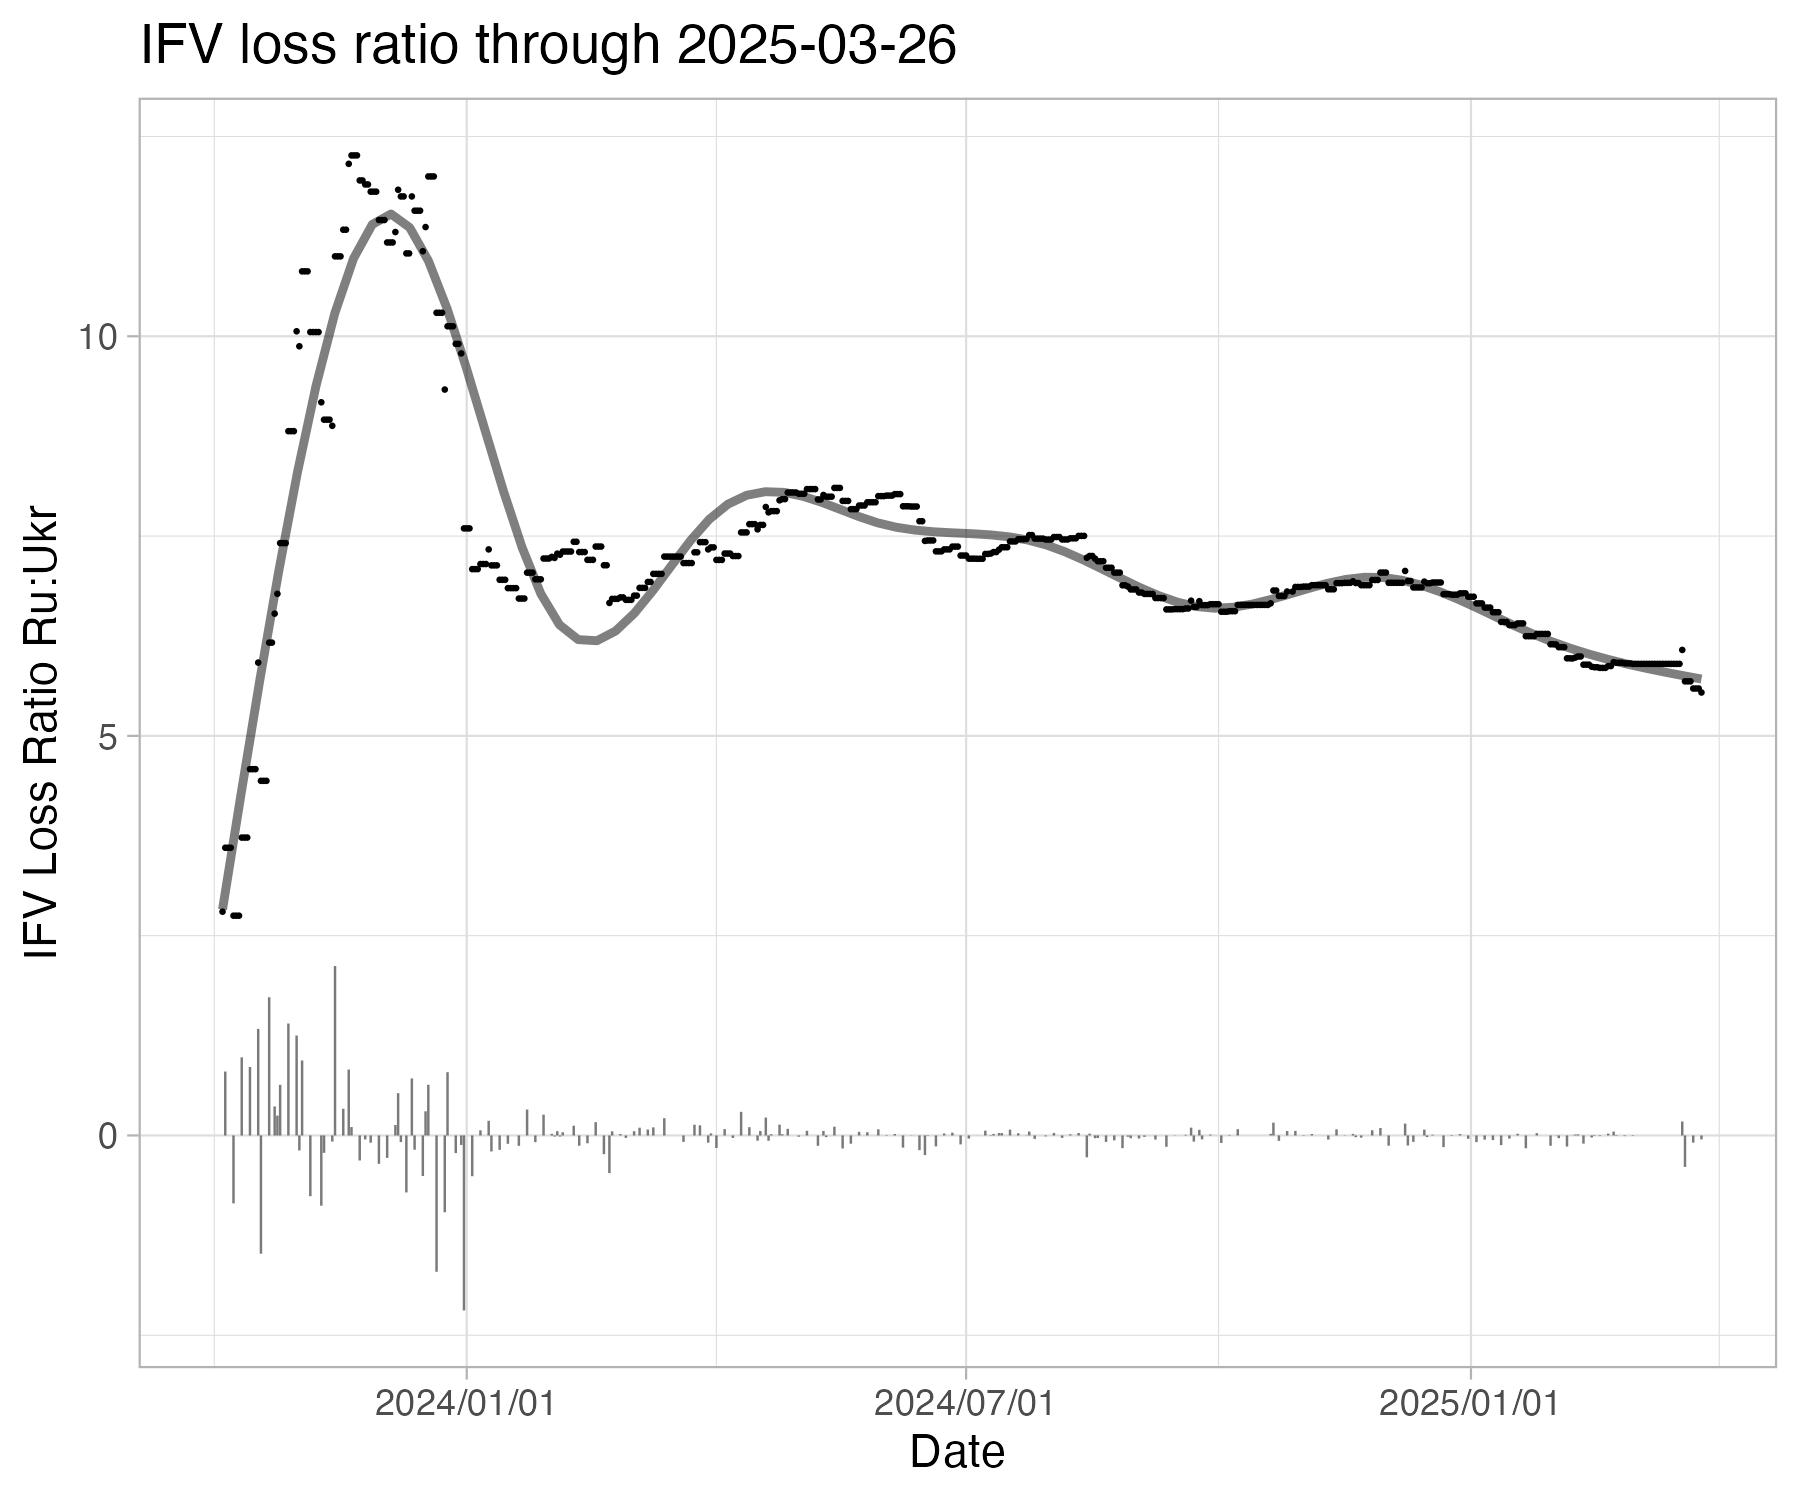 IFV loss ratio through 2025-03-26
IFV Loss Ratio Ru:Ukr
10
5
0
2024/01/01
2024/07/01
2025/01/01
Date